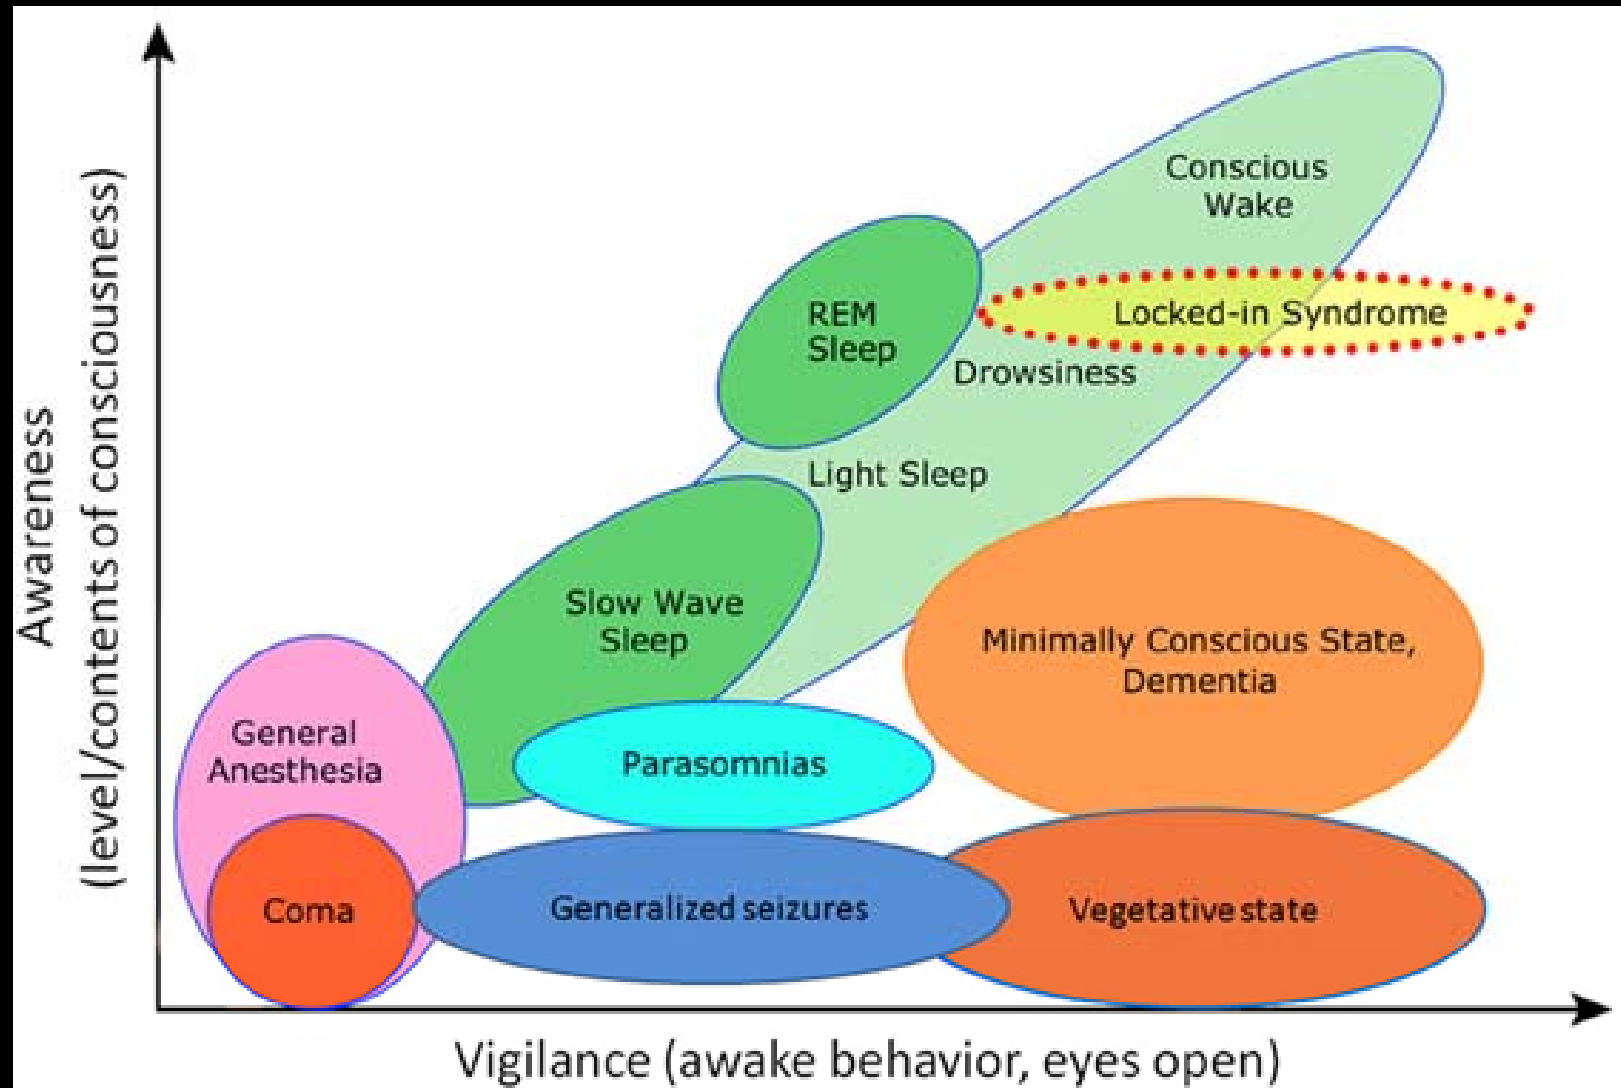 Awareness
(level/contents of consciousness)
Conscious
Wake
REM
Sleep
Locked-in Syndrome
Drowsiness
Light Sleep
Slow Wave
Sleep
Minimally Conscious State,
Dementia
General
Anesthesia
Parasomnias
Coma
Generalized seizures
Vegetative state
Vigilance (awake behavior, eyes open)